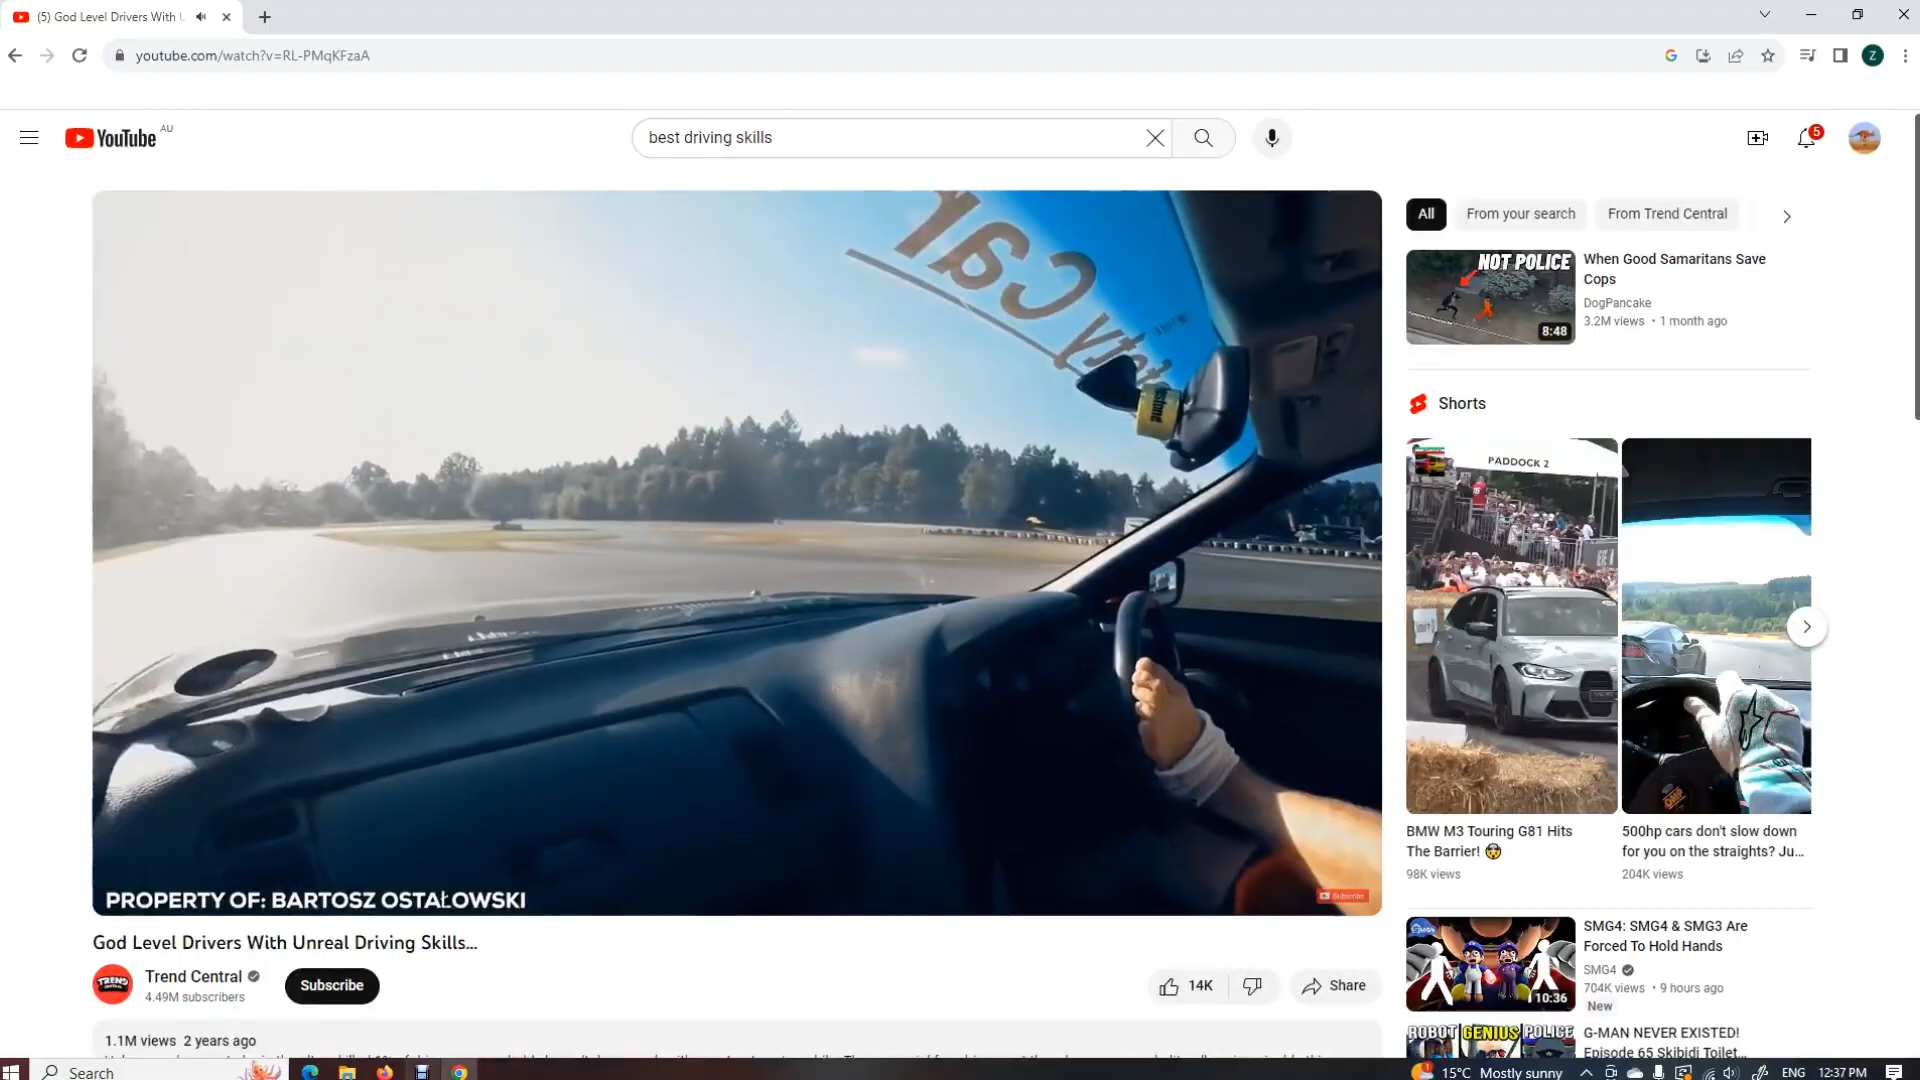 (5) God Level Drivers With
youtube.com/watch?v=RL-PMqKFzaA
Z
YouTube AU
best driving skills
5
Car
PROPERTY OF: BARTOSZ OSTAŁOWSKI
Subscribe
God Level Drivers With Unreal Driving Skills...
Trend Central
4.49M subscribers
Subscribe
14K
Share
1.1M views 2 years ago
All
From your search
From Trend Central
NOT POLICE
8:48
When Good Samaritans Save
Cops
DogPancake
3.2M views • 1 month ago
Shorts
PADDOCK 2
OMP
BMW M3 Touring G81 Hits
The Barrier! 🤯
98K views
500hp cars don't slow down
for you on the straights? Ju...
204K views
10:36
SMG4: SMG4 & SMG3 Are
Forced To Hold Hands
SMG4
704K views • 9 hours ago
New
ROBOT GENIUS POLICE
G-MAN NEVER EXISTED!
Episode 65 Skibidi Toilet...
Search
15°C Mostly sunny
ENG
12:37 PM